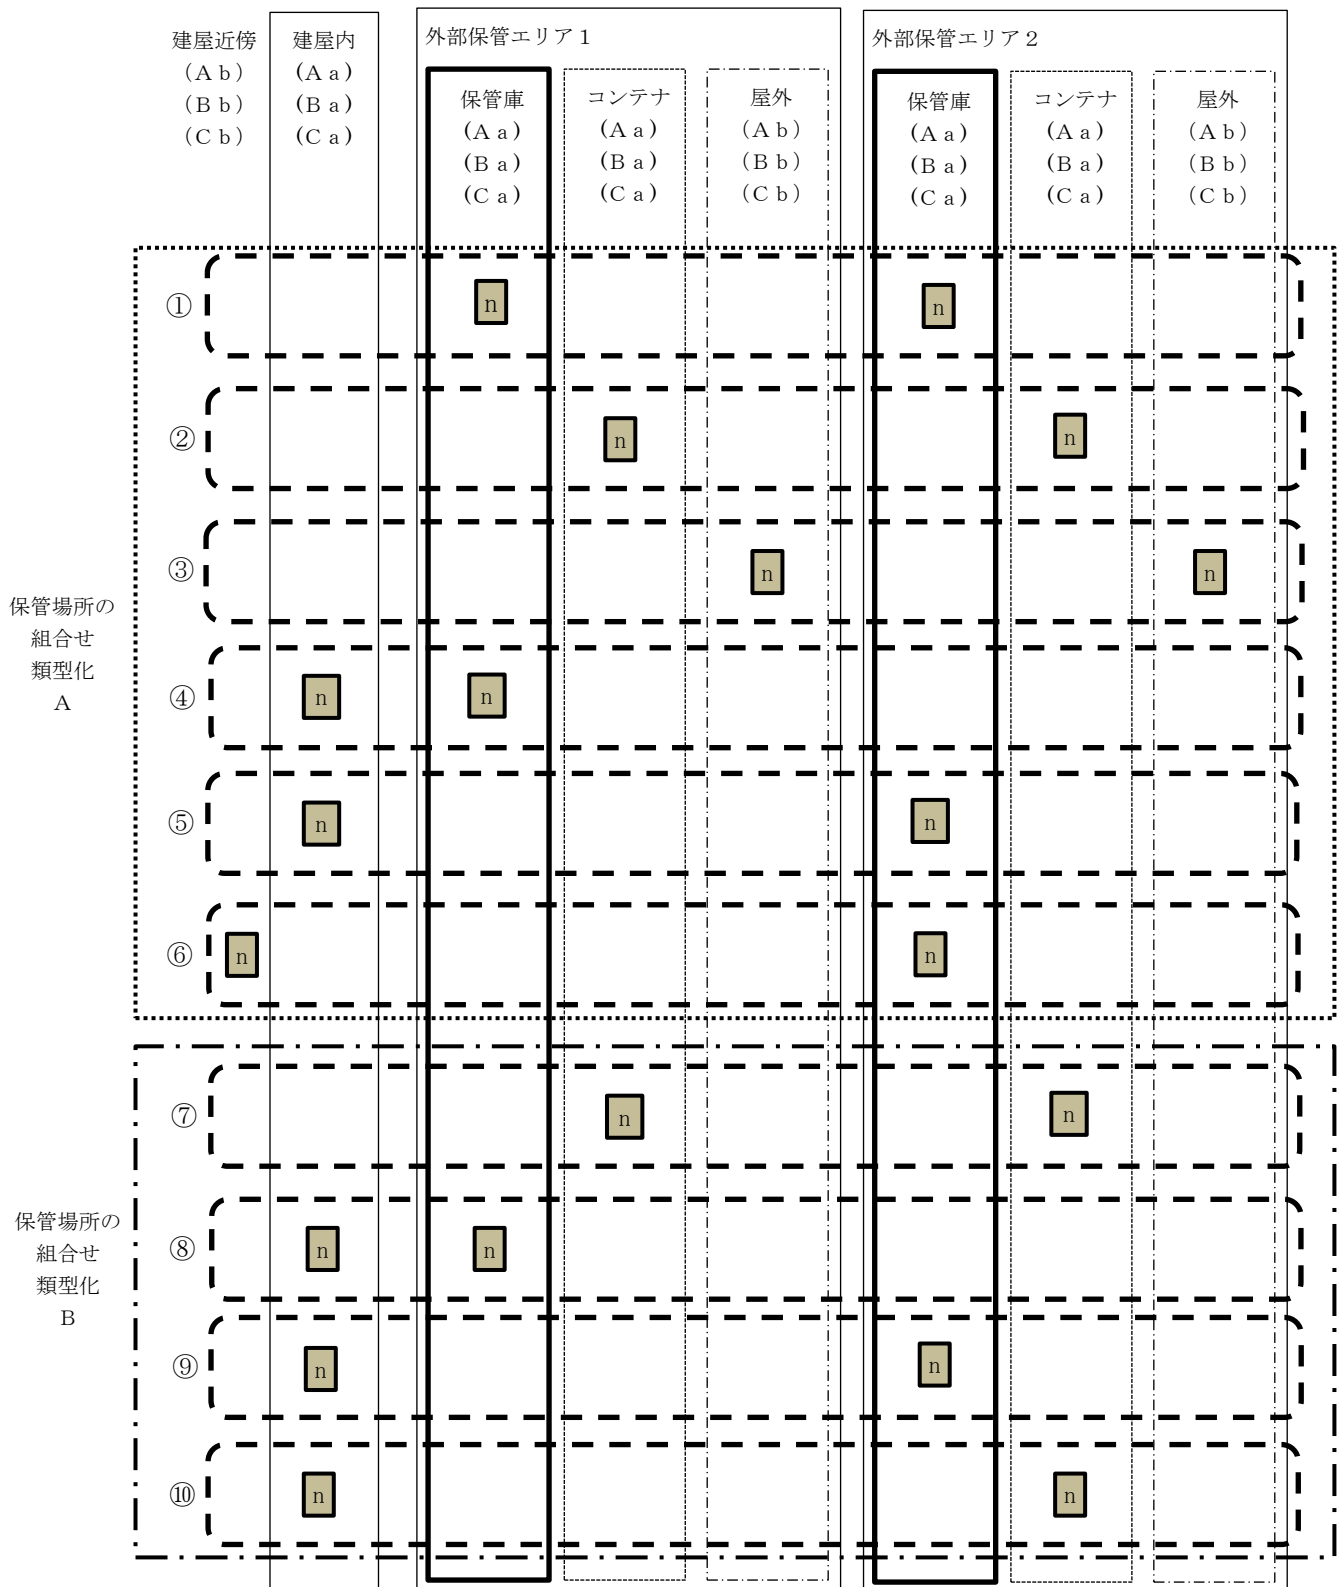 建屋近傍
(Ab)
(Bb)
(Cb)
建屋内
(Aa)
(Ba)
(Ca)
外部保管エリア1
保管庫
(Aa)
(Ba)
(Ca)
コンテナ
(Aa)
(Ba)
(Ca)
屋外
(Ab)
(Bb)
(Cb)
外部保管エリア2
保管庫
(Aa)
(Ba)
(Ca)
コンテナ
(Aa)
(Ba)
(Ca)
屋外
(Ab)
(Bb)
(Cb)
保管場所の
組合せ
類型化
A
① n n
② n n
③ n n
④ n n
⑤ n n
⑥ n n
保管場所の
組合せ
類型化
B
⑦ n n
⑧ n n
⑨ n n
⑩ n n